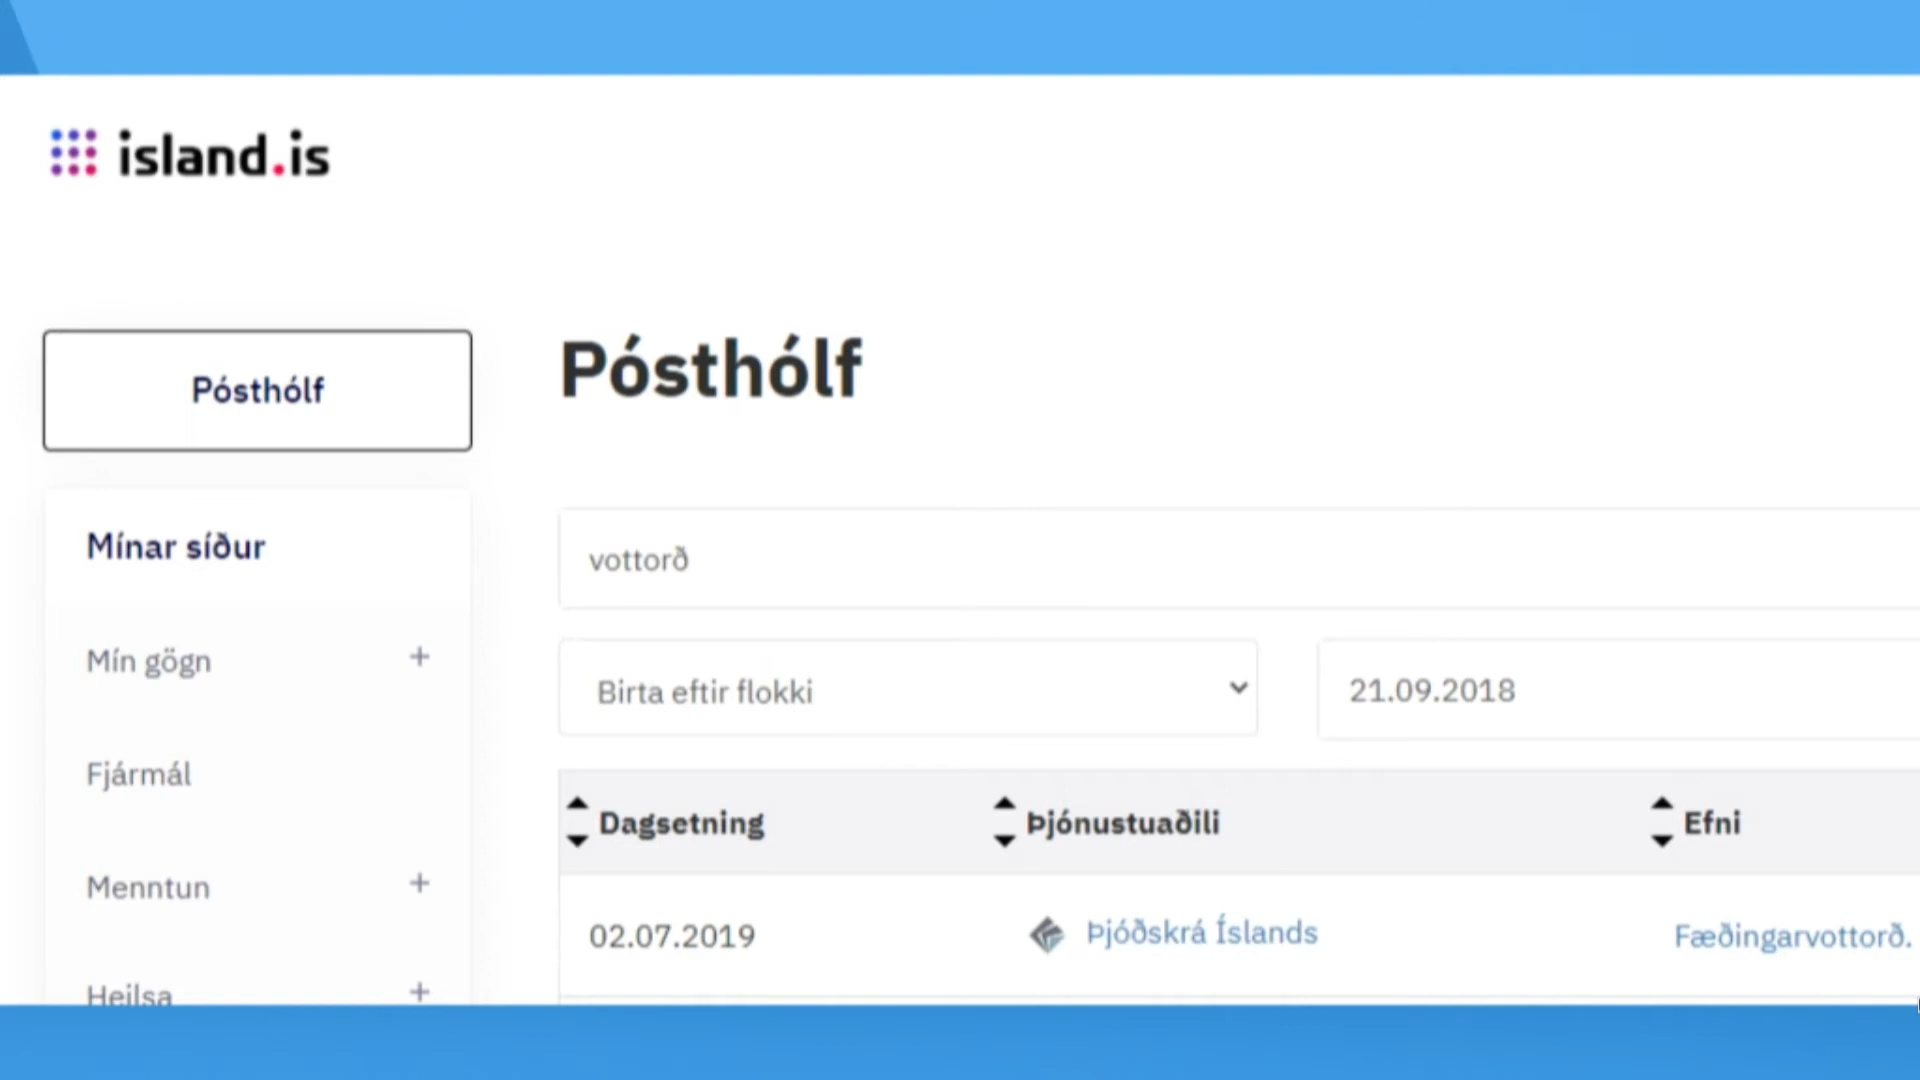 island.is
Pósthólf
Pósthólf
Mínar síður
Mín gögn +
Fjármál
Menntun +
Heilsa +
vottorð
Birta eftir flokki
21.09.2018
Dagsetning Þjónustuaðili Efni
02.07.2019 Þjóðskrá Íslands Fæðingarvottorð.